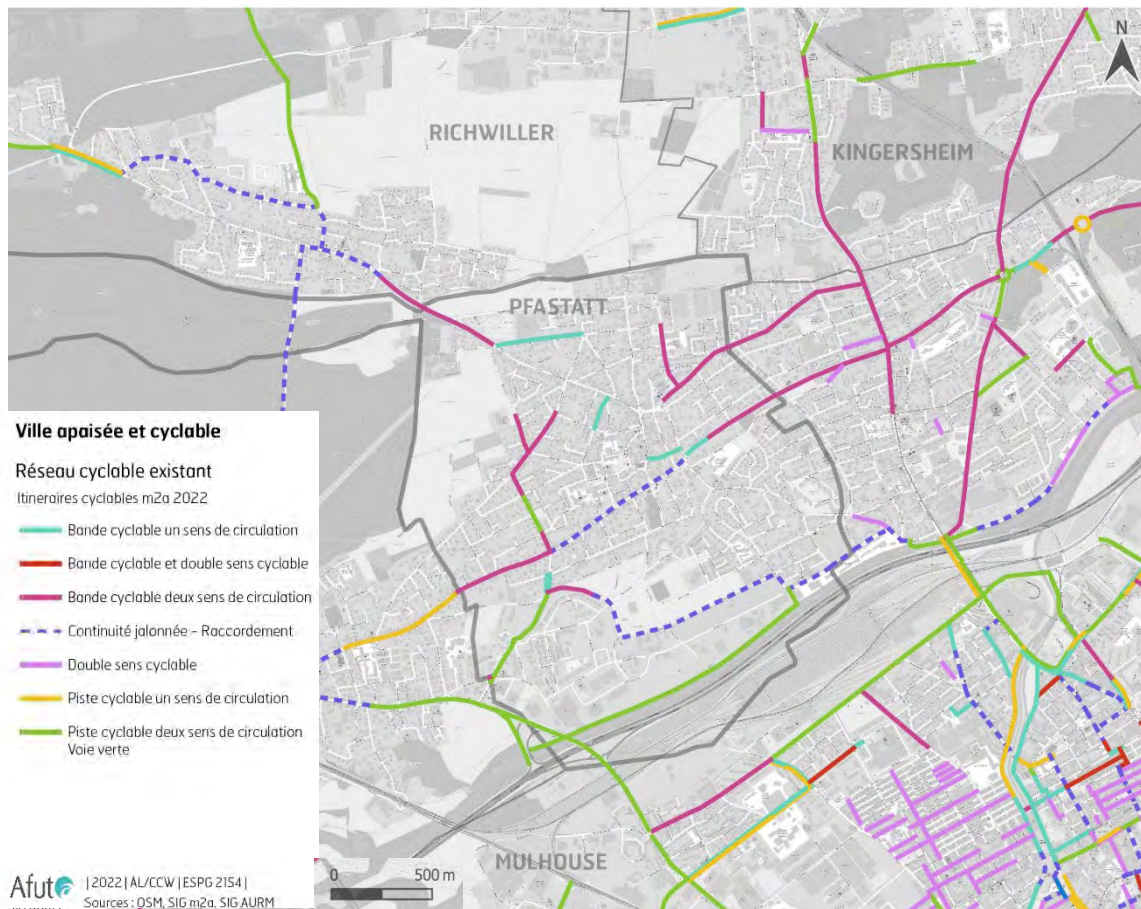 N
RICHWILLER
KINGERSHEIM
PFASTATT
MULHOUSE
Ville apaisée et cyclable
Réseau cyclable existant
Itineraires cyclables m2a 2022
Bande cyclable un sens de circulation
Bande cyclable et double sens cyclable
Bande cyclable deux sens de circulation
Continuité jalonnée - Raccordement
Double sens cyclable
Piste cyclable un sens de circulation
Piste cyclable deux sens de circulation
Voie verte
0 500 m
Afut
| 2022 | AL/CCW | ESPG 2154 |
Sources : OSM, SIG m2a, SIG AURM